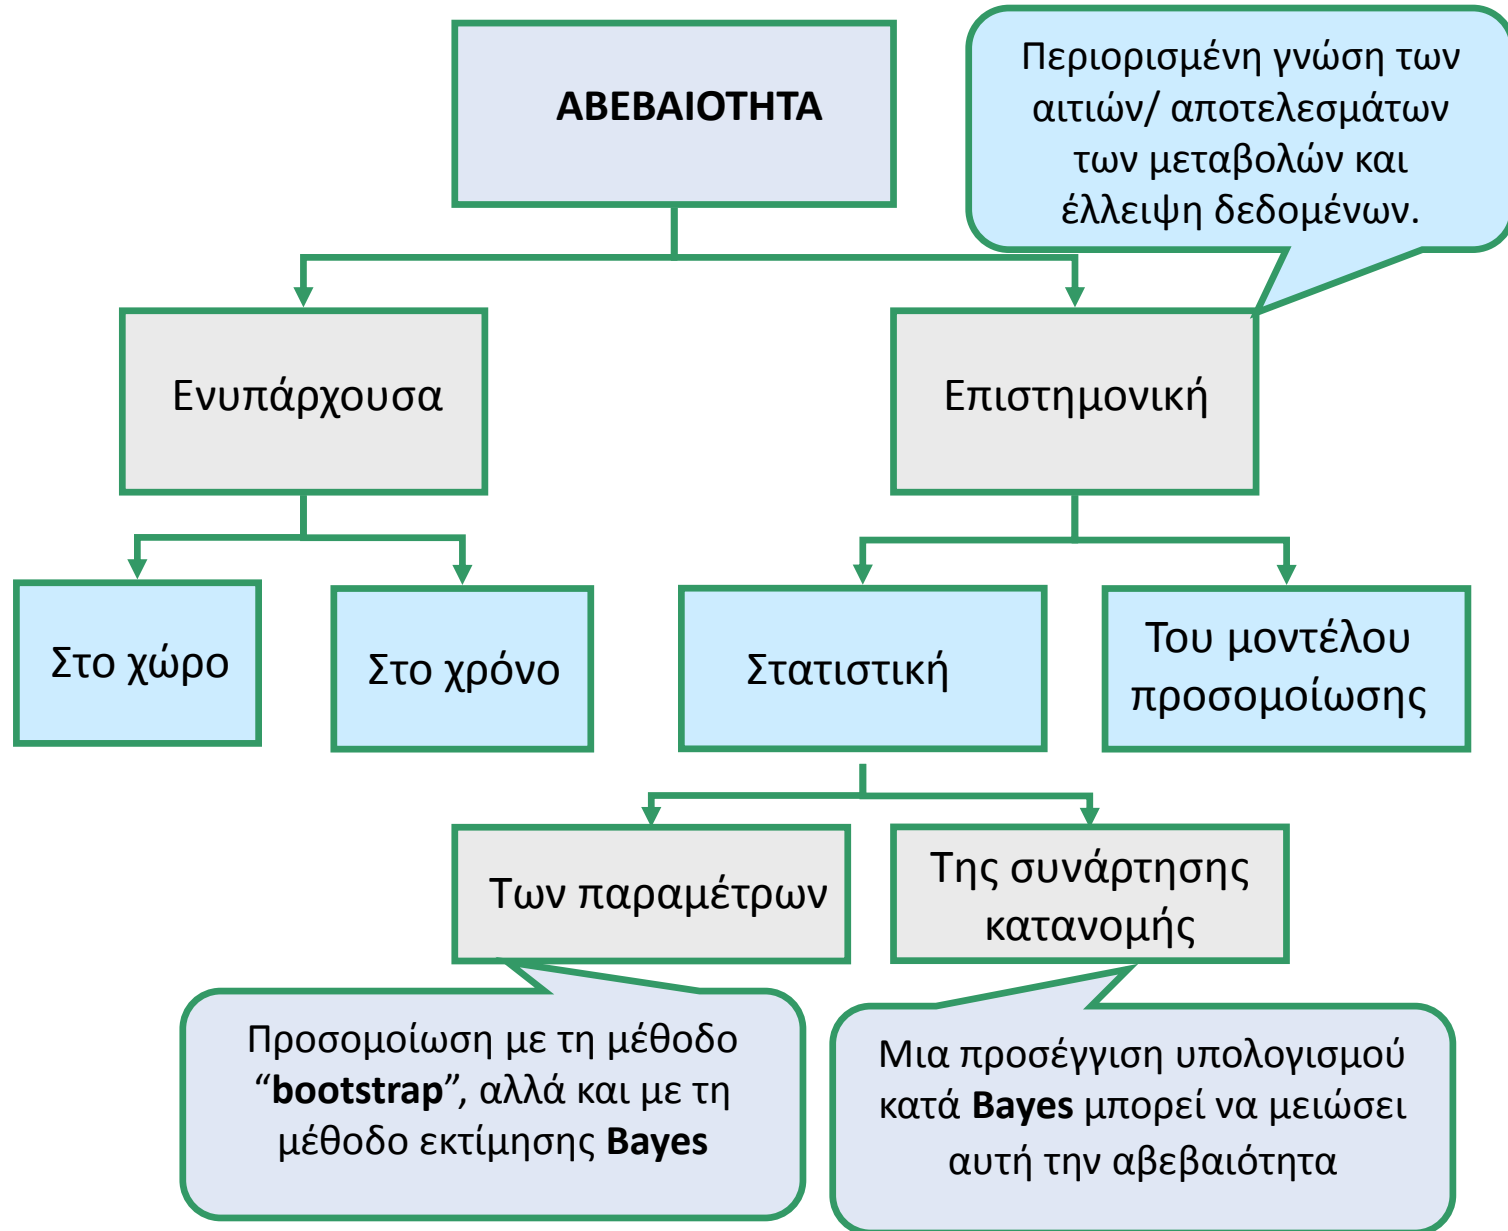 ΑΒΕΒΑΙΟΤΗΤΑ
Περιορισμένη γνώση των
αιτιών/ αποτελεσμάτων
των μεταβολών και
έλλειψη δεδομένων.
Ενυπάρχουσα
Επιστημονική
Στο χώρο
Στο χρόνο
Στατιστική
Του μοντέλου
προσομοίωσης
Των παραμέτρων
Της συνάρτησης
κατανομής
Προσομοίωση με τη μέθοδο
“bootstrap”, αλλά και με τη
μέθοδο εκτίμησης Bayes
Μια προσέγγιση υπολογισμού
κατά Bayes μπορεί να μειώσει
αυτή την αβεβαιότητα